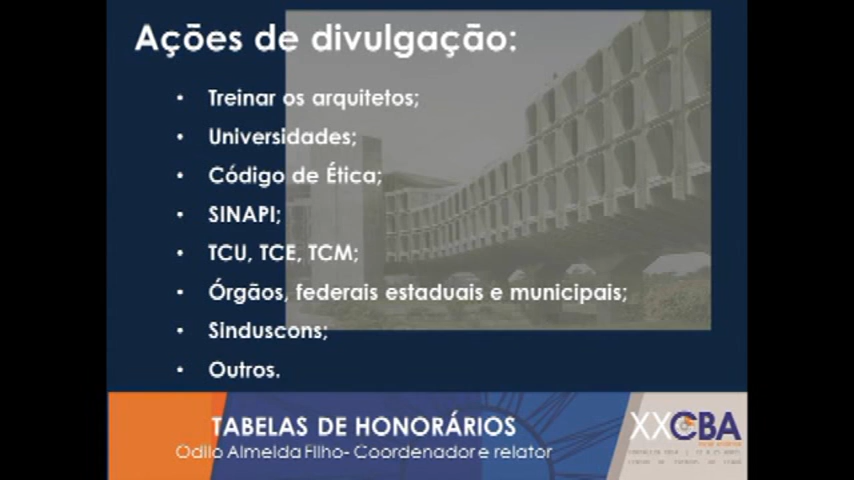 Ações de divulgação:
• Treinar os arquitetos;
• Universidades;
• Código de Ética;
• SINAPI;
• TCU, TCE, TCM;
• Órgãos, federais estaduais e municipais;
• Sinduscons;
• Outros.
TABELAS DE HONORÁRIOS
Odilo Almeida Filho- Coordenador e relator
XXCBA